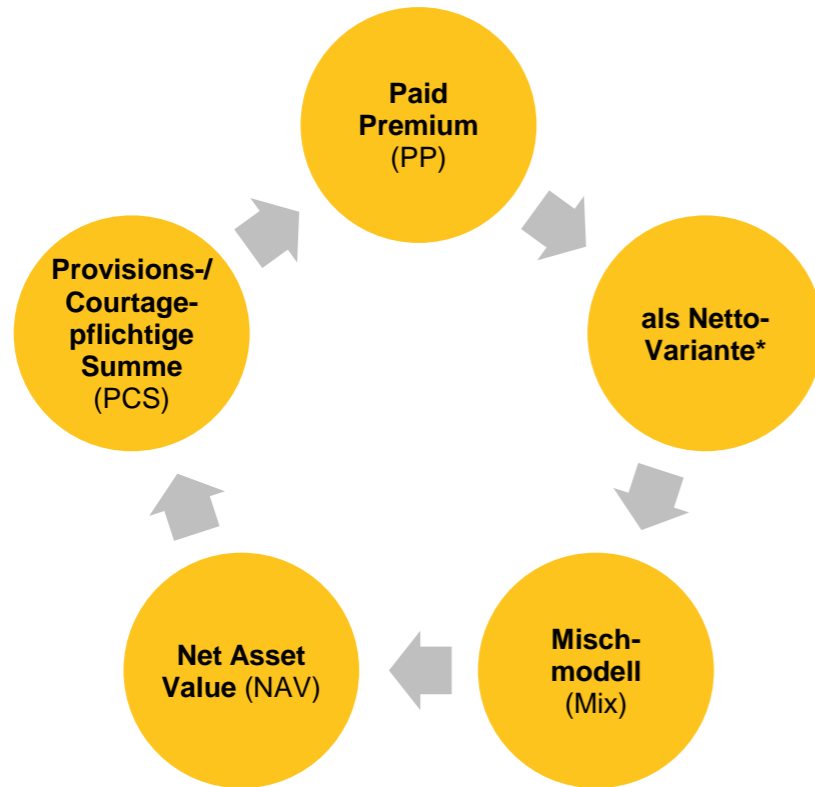 Paid
Premium
(PP)
als Netto-
Variante*
Misch-
modell
(Mix)
Net Asset
Value (NAV)
Provisions-/
Courtage-
pflichtige
Summe
(PCS)